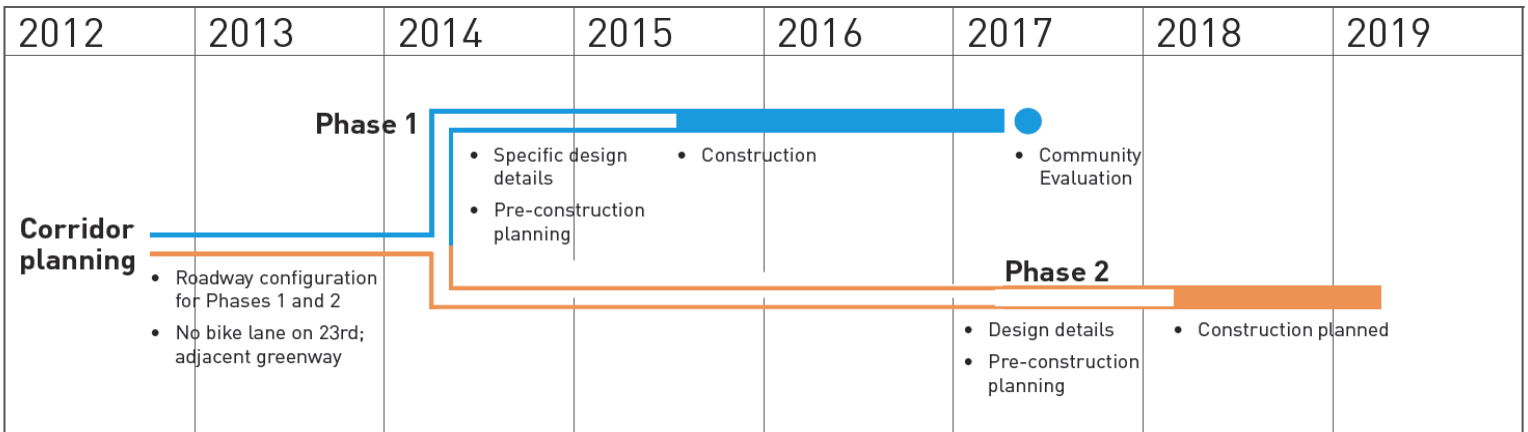 2012 2013 2014 2015 2016 2017 2018 2019
Phase 1
• Specific design
details
• Pre-construction
planning
• Construction
• Community
Evaluation
Corridor
planning
• Roadway configuration
for Phases 1 and 2
• No bike lane on 23rd;
adjacent greenway
Phase 2
• Design details
• Pre-construction
planning
• Construction planned